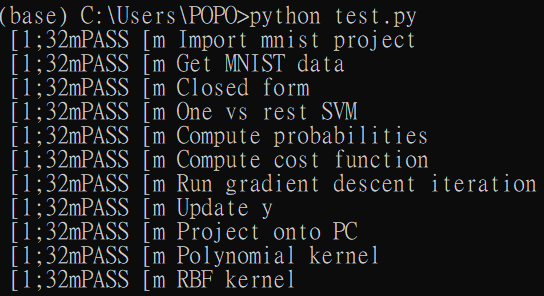 (base) C:\Users\POPO>python test.py
[1;32mPASS [m Import mnist project
[1;32mPASS [m Get MNIST data
[1;32mPASS [m Closed form
[1;32mPASS [m One vs rest SVM
[1;32mPASS [m Compute probabilities
[1;32mPASS [m Compute cost function
[1;32mPASS [m Run gradient descent iteration
[1;32mPASS [m Update y
[1;32mPASS [m Project onto PC
[1;32mPASS [m Polynomial kernel
[1;32mPASS [m RBF kernel